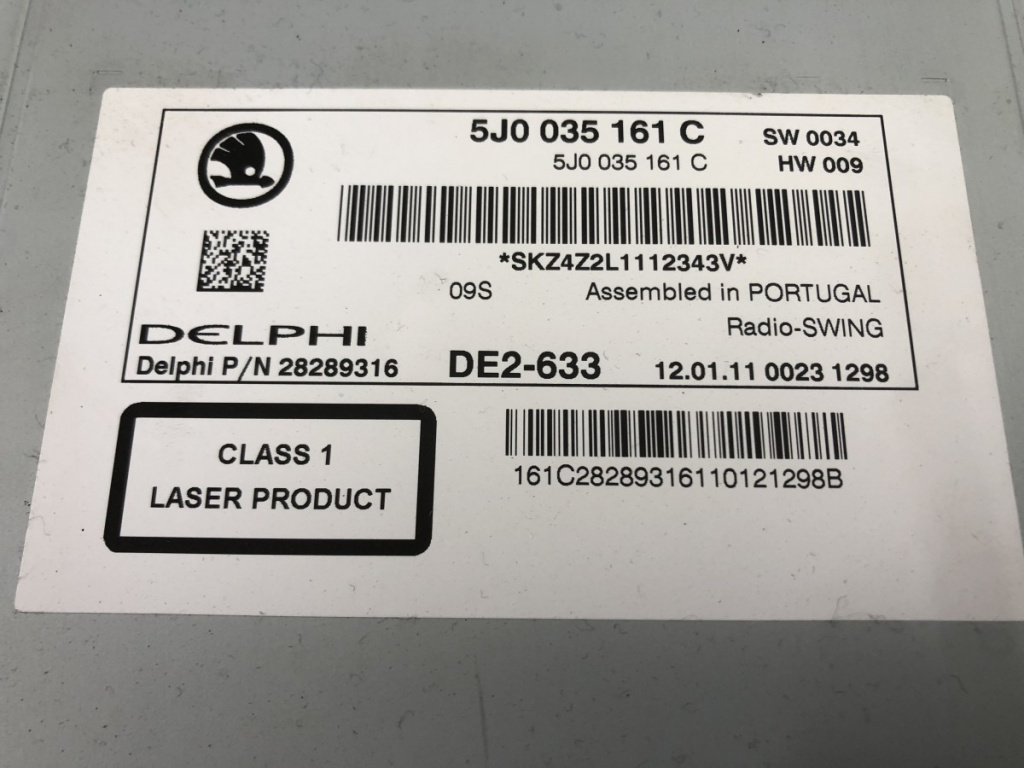 5J0 035 161 C SW 0034
5J0 035 161 C HW 009
*SKZ4Z2L1112343V*
09S Assembled in PORTUGAL
Radio-SWING
DELPHI
Delphi P/N 28289316 DE2-633 12.01.11 0023 1298
CLASS 1
LASER PRODUCT
161C28289316110121298B